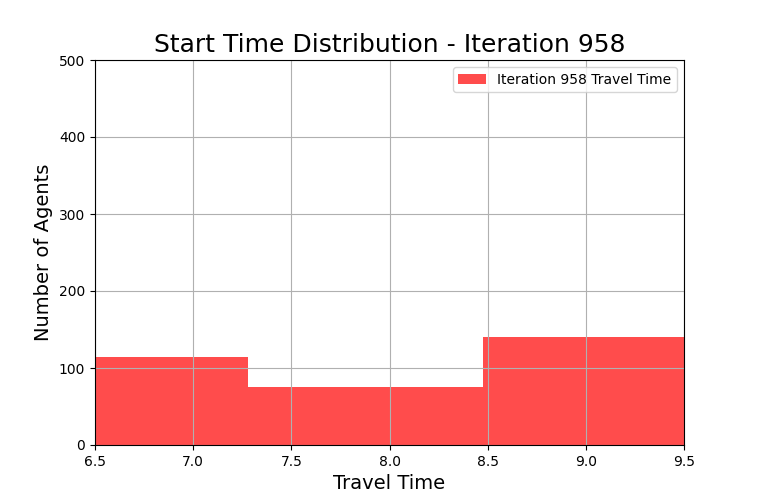 Start Time Distribution - Iteration 958
Iteration 958 Travel Time
Number of Agents
500
400
300
200
100
0
6.5 7.0 7.5 8.0 8.5 9.0 9.5
Travel Time